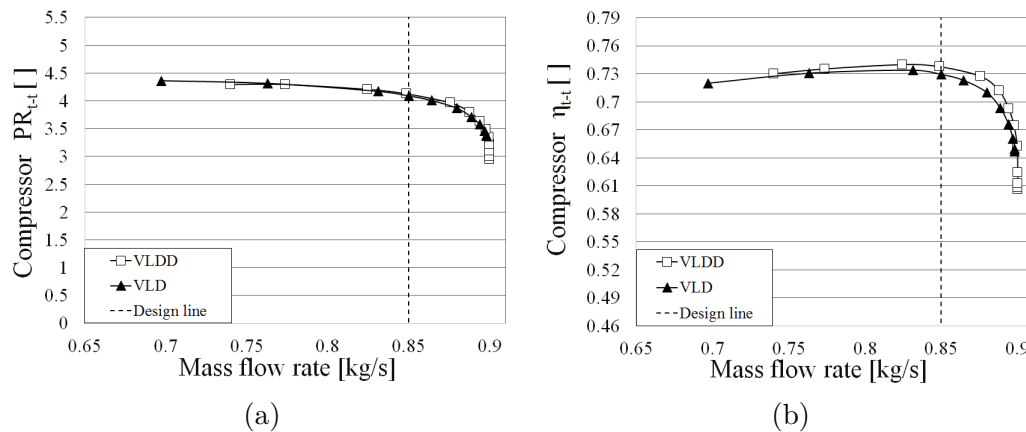 (a)
Compressor PR_{t-t} [ ]
5.5
5
4.5
4
3.5
3
2.5
2
1.5
1
0.5
0
VLDD
VLD
Design line
0.65 0.7 0.75 0.8 0.85 0.9
Mass flow rate [kg/s]
(b)
Compressor η_{t-t} [ ]
0.79
0.76
0.73
0.70
0.67
0.64
0.61
0.58
0.55
0.52
0.49
0.46
VLDD
VLD
Design line
0.65 0.7 0.75 0.8 0.85 0.9
Mass flow rate [kg/s]